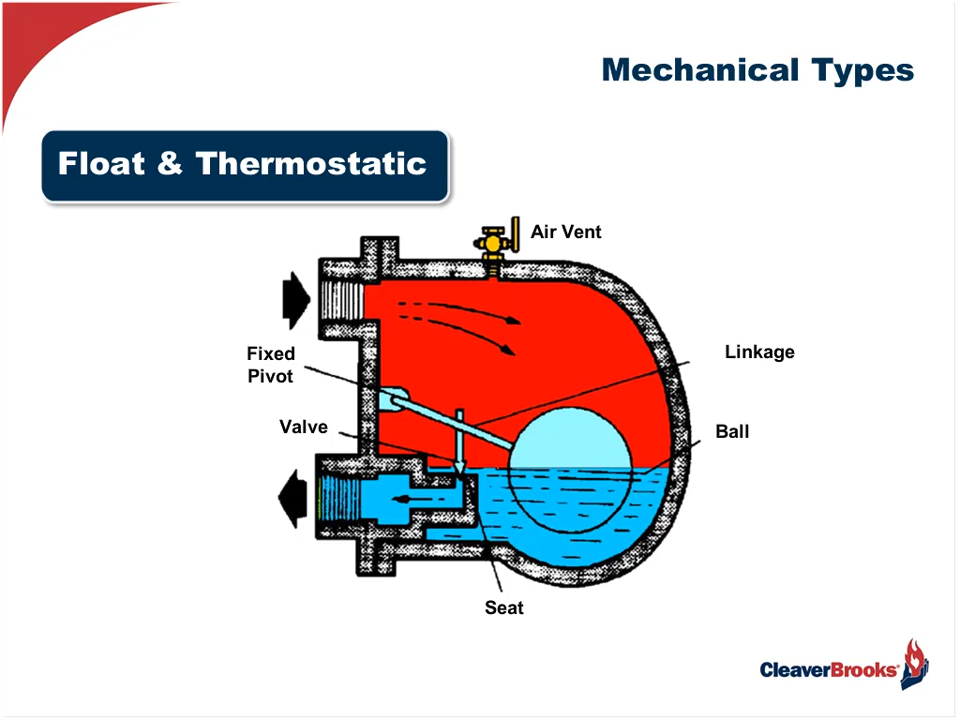 Mechanical Types
Float & Thermostatic
Air Vent
Fixed
Pivot
Linkage
Valve
Ball
Seat
CleaverBrooks®